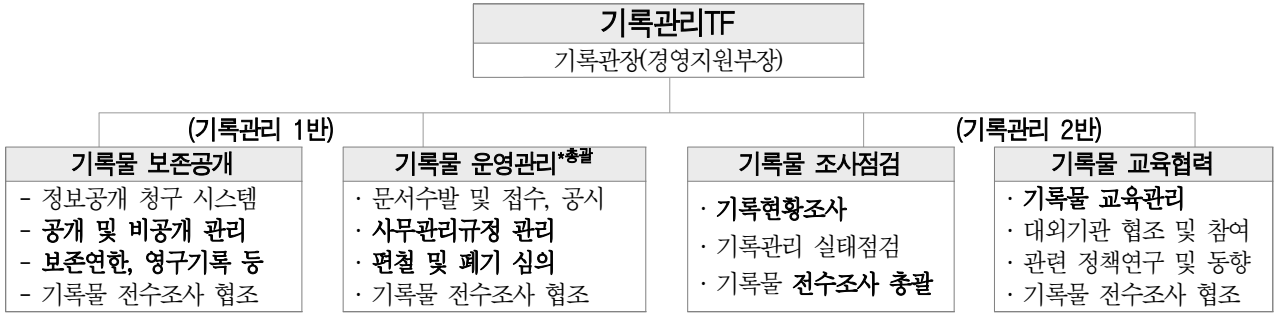 기록관리TF
기록관장(경영지원부장)
(기록관리 1반)
(기록관리 2반)
기록물 보존공개
- 정보공개 청구 시스템
- 공개 및 비공개 관리
- 보존연한, 영구기록 등
- 기록물 전수조사 협조
기록물 운영관리*총괄
· 문서수발 및 접수, 공시
· 사무관리규정 관리
· 편철 및 폐기 심의
· 기록물 전수조사 협조
기록물 조사점검
· 기록현황조사
· 기록관리 실태점검
· 기록물 전수조사 총괄
기록물 교육협력
· 기록물 교육관리
· 대외기관 협조 및 참여
· 관련 정책연구 및 동향
· 기록물 전수조사 협조